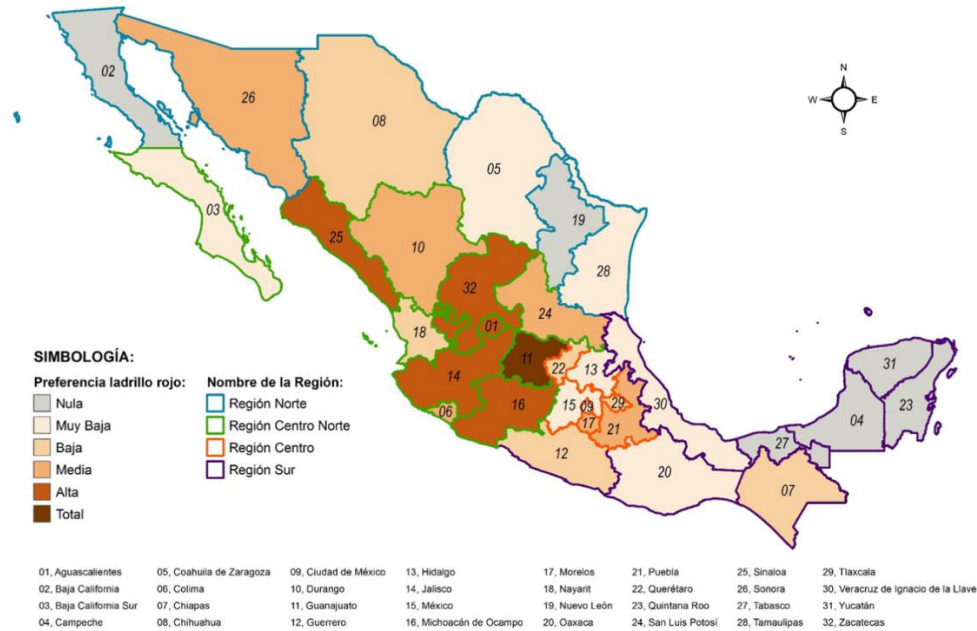 N
W E
S
02
26
08
05
03
19
25
10
28
32
24
18
01
11
22
13
14
31
06
16
15
09
29
30
23
17
21
04
27
12
20
07
SIMBOLOGÍA:
Preferencia ladrillo rojo:
Nula
Muy Baja
Baja
Media
Alta
Total
Nombre de la Región:
Región Norte
Región Centro Norte
Región Centro
Región Sur
01, Aguascalientes 05, Coahuila de Zaragoza 09, Ciudad de México 13, Hidalgo 17, Morelos 21, Puebla 25, Sinaloa 29, Tlaxcala
02, Baja California 06, Colima 10, Durango 14, Jalisco 18, Nayarit 22, Querétaro 26, Sonora 30, Veracruz de Ignacio de la Llave
03, Baja California Sur 07, Chiapas 11, Guanajuato 15, México 19, Nuevo León 23, Quintana Roo 27, Tabasco 31, Yucatán
04, Campeche 08, Chihuahua 12, Guerrero 16, Michoacán de Ocampo 20, Oaxaca 24, San Luis Potosí 28, Tamaulipas 32, Zacatecas